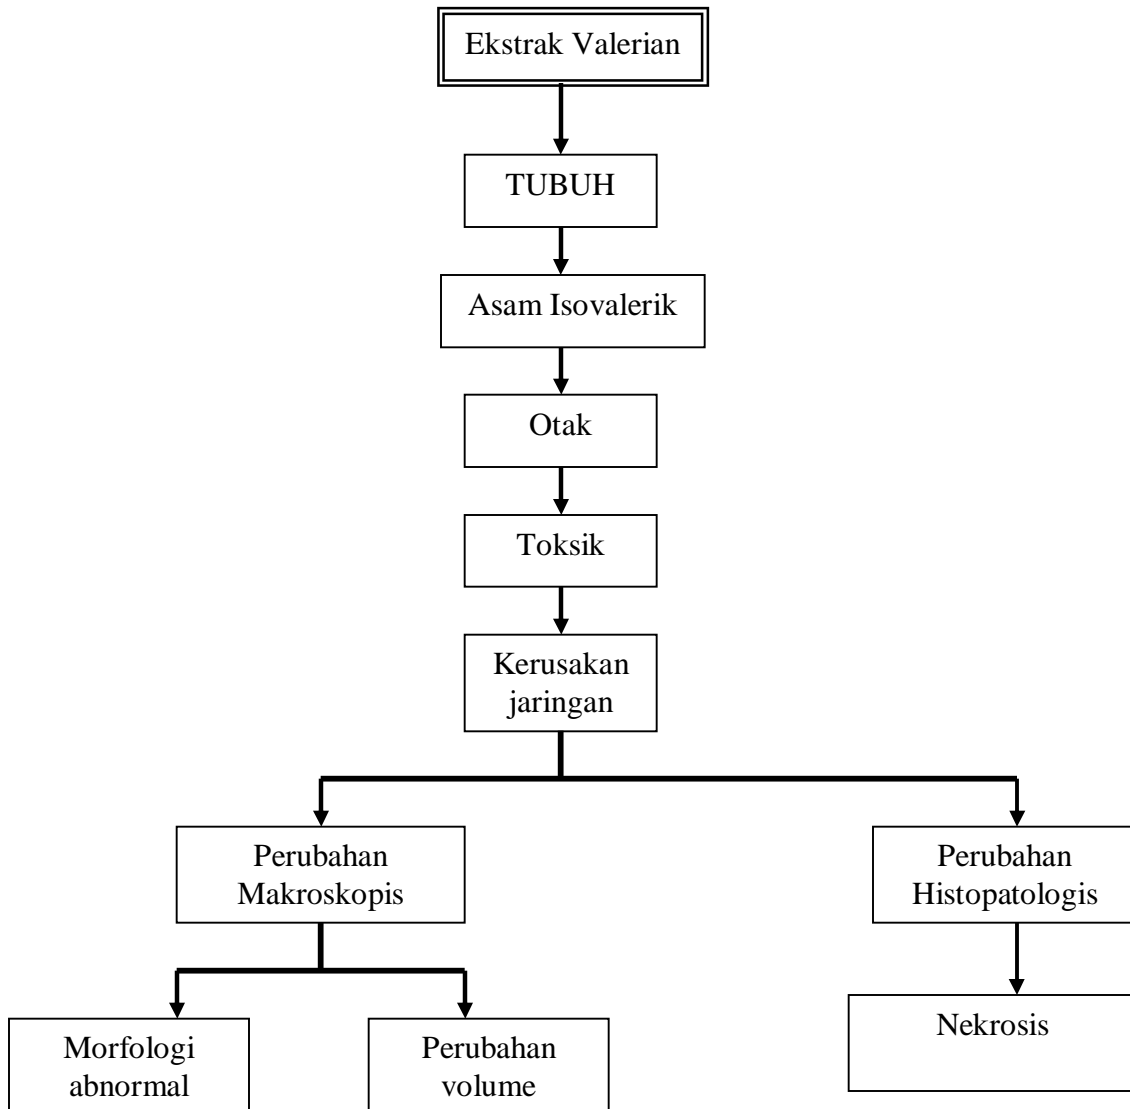 Ekstrak Valerian
TUBUH
Asam Isovalerik
Otak
Toksik
Kerusakan
jaringan
Perubahan
Makroskopis
Perubahan
Histopatologis
Morfologi
abnormal
Perubahan
volume
Nekrosis